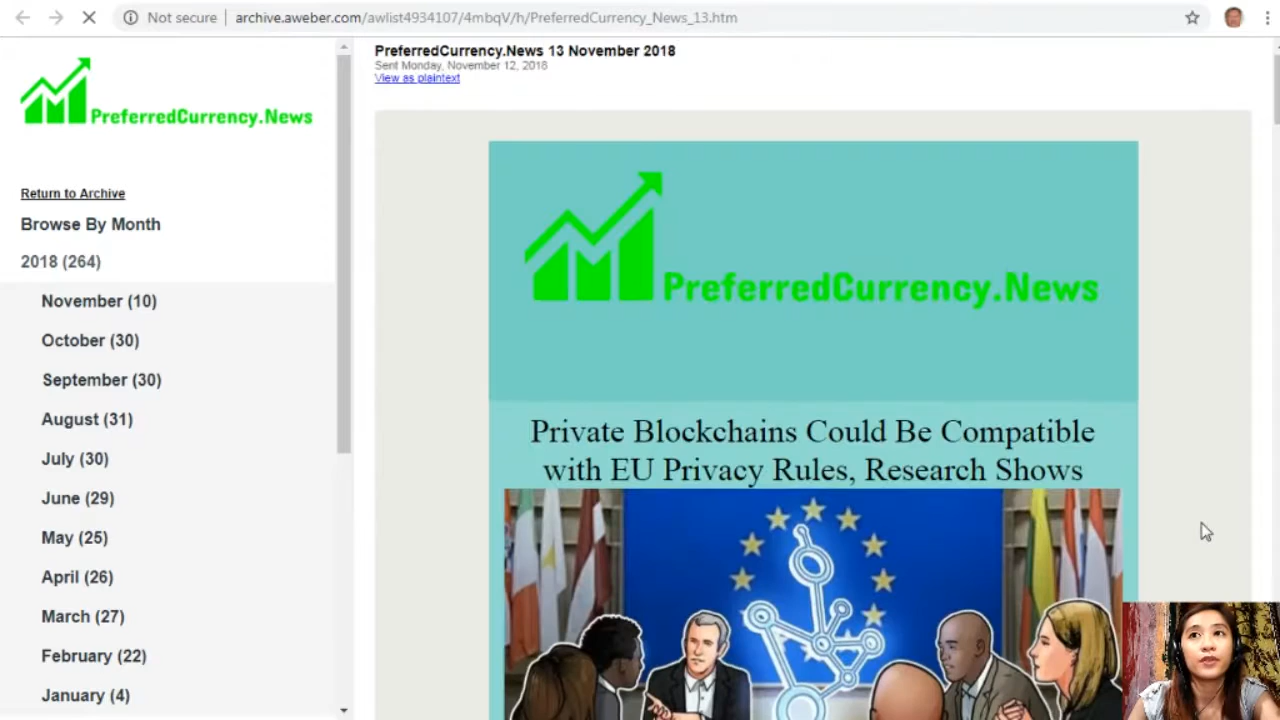 Not secure
archive.aweber.com/awlist4934107/4mbqV/h/PreferredCurrency_News_13.htm
PreferredCurrency.News
Return to Archive
Browse By Month
2018 (264)
November (10)
October (30)
September (30)
August (31)
July (30)
June (29)
May (25)
April (26)
March (27)
February (22)
January (4)
PreferredCurrency.News 13 November 2018
Sent Monday, November 12, 2018
View as plaintext
PreferredCurrency.News
Private Blockchains Could Be Compatible
with EU Privacy Rules, Research Shows